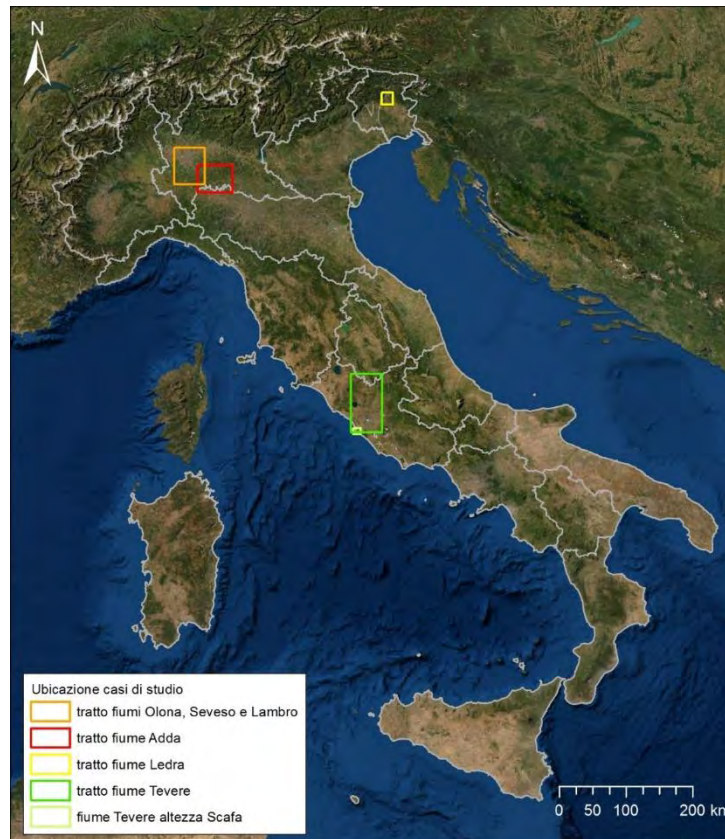 N
Ubicazione casi di studio
tratto fiumi Olona, Seveso e Lambro
tratto fiume Adda
tratto fiume Ledra
tratto fiume Tevere
fiume Tevere altezza Scafa
0 50 100 200 km